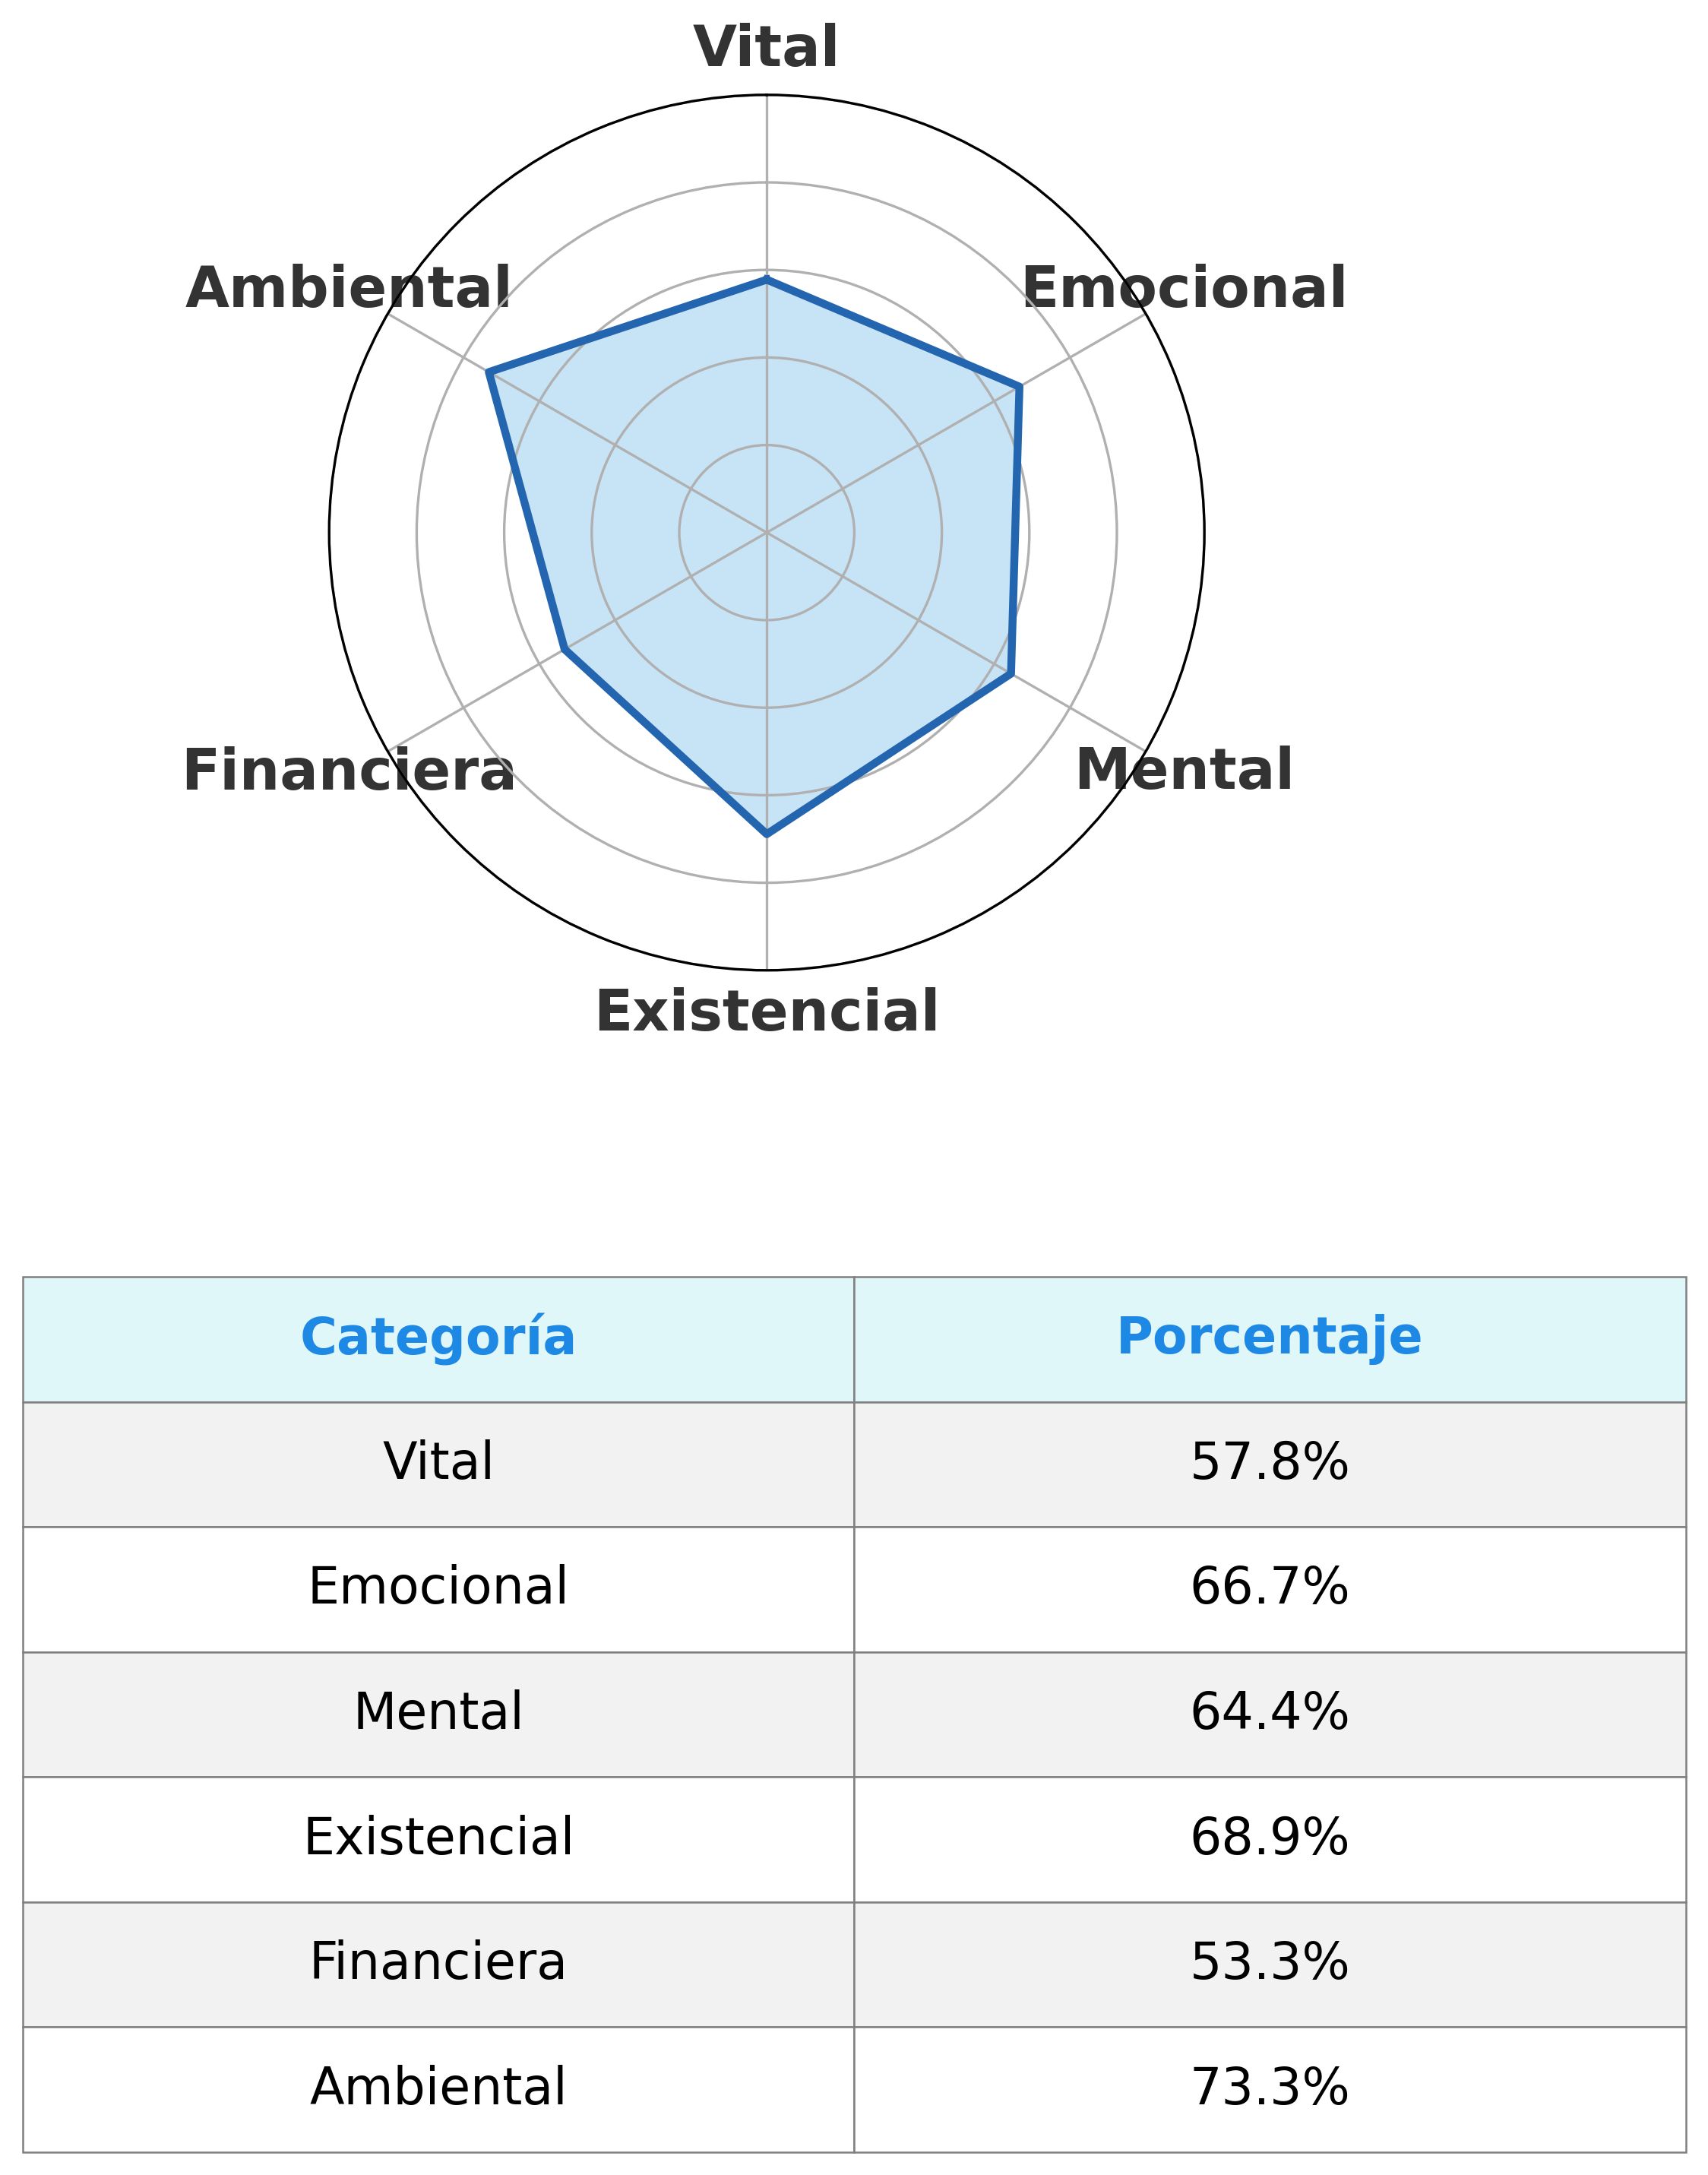 Vital
Ambiental
Emocional
Financiera
Mental
Existencial
Categoría Porcentaje
Vital 57.8%
Emocional 66.7%
Mental 64.4%
Existencial 68.9%
Financiera 53.3%
Ambiental 73.3%